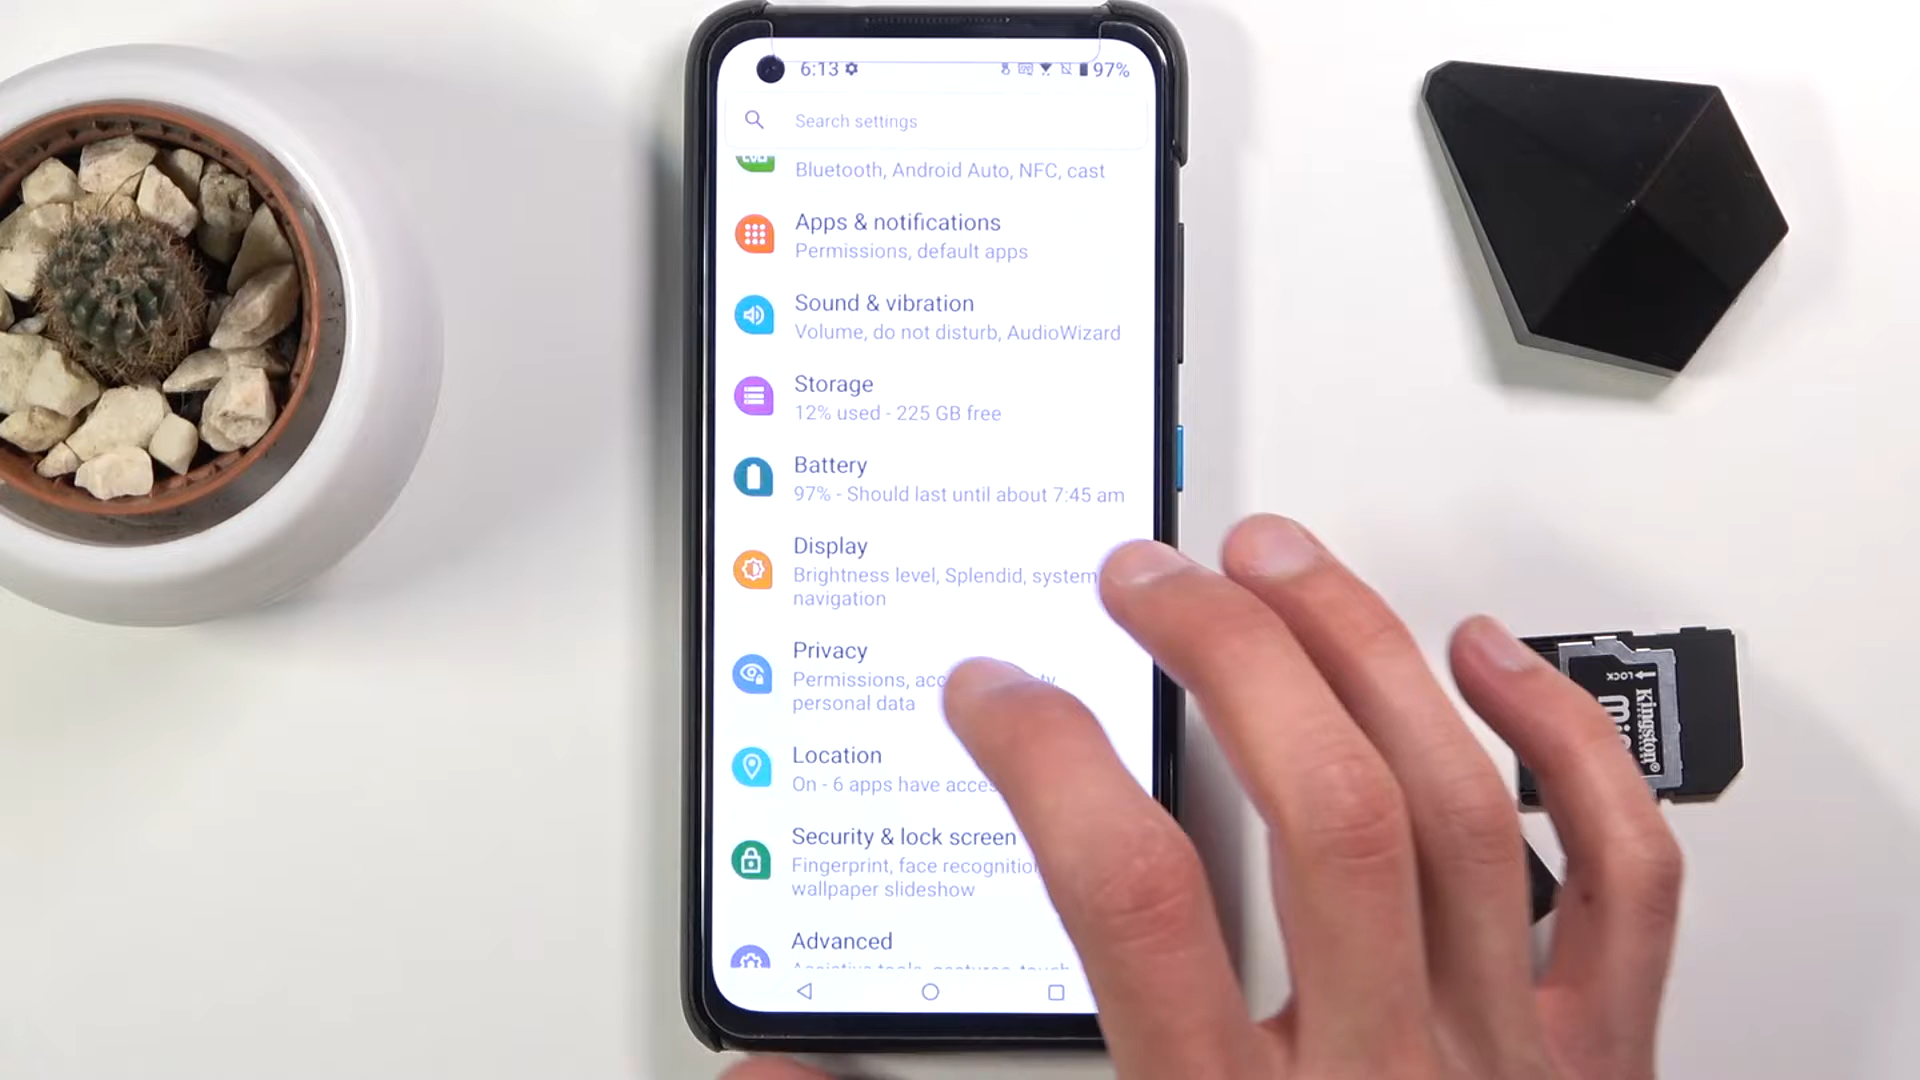 6:13
97%
Search settings
Bluetooth, Android Auto, NFC, cast
Apps & notifications
Permissions, default apps
Sound & vibration
Volume, do not disturb, AudioWizard
Storage
12% used - 225 GB free
Battery
97% - Should last until about 7:45 am
Display
Brightness level, Splendid, system
navigation
Privacy
Permissions,
personal data
Location
On - 6 apps have
Security & lock screen
Fingerprint, face
wallpaper slideshow
Advanced
LOCK
Kingston